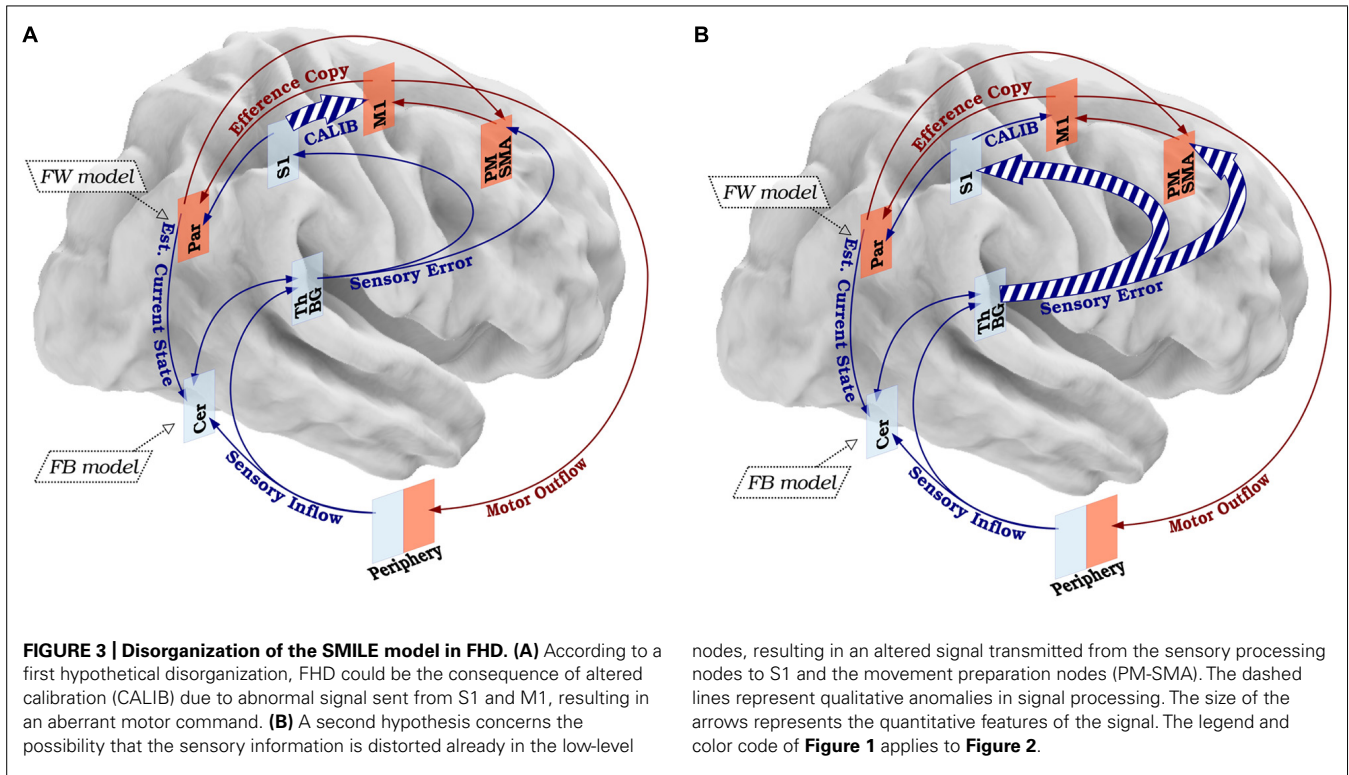 A
Efference Copy
M1
CALIB
S1
PM
SMA
FW model
Par
Est. Current State
Th
BG
Sensory Error
Cer
FB model
Sensory Inflow
Motor Outflow
Periphery
B
Efference Copy
M1
CALIB
S1
PM
SMA
FW model
Par
Est. Current State
Th
BG
Sensory Error
Cer
FB model
Sensory Inflow
Motor Outflow
Periphery
FIGURE 3 | Disorganization of the SMILE model in FHD. (A) According to a
first hypothetical disorganization, FHD could be the consequence of altered
calibration (CALIB) due to abnormal signal sent from S1 and M1, resulting in
an aberrant motor command. (B) A second hypothesis concerns the
possibility that the sensory information is distorted already in the low-level
nodes, resulting in an altered signal transmitted from the sensory processing
nodes to S1 and the movement preparation nodes (PM-SMA). The dashed
lines represent qualitative anomalies in signal processing. The size of the
arrows represents the quantitative features of the signal. The legend and
color code of Figure 1 applies to Figure 2.